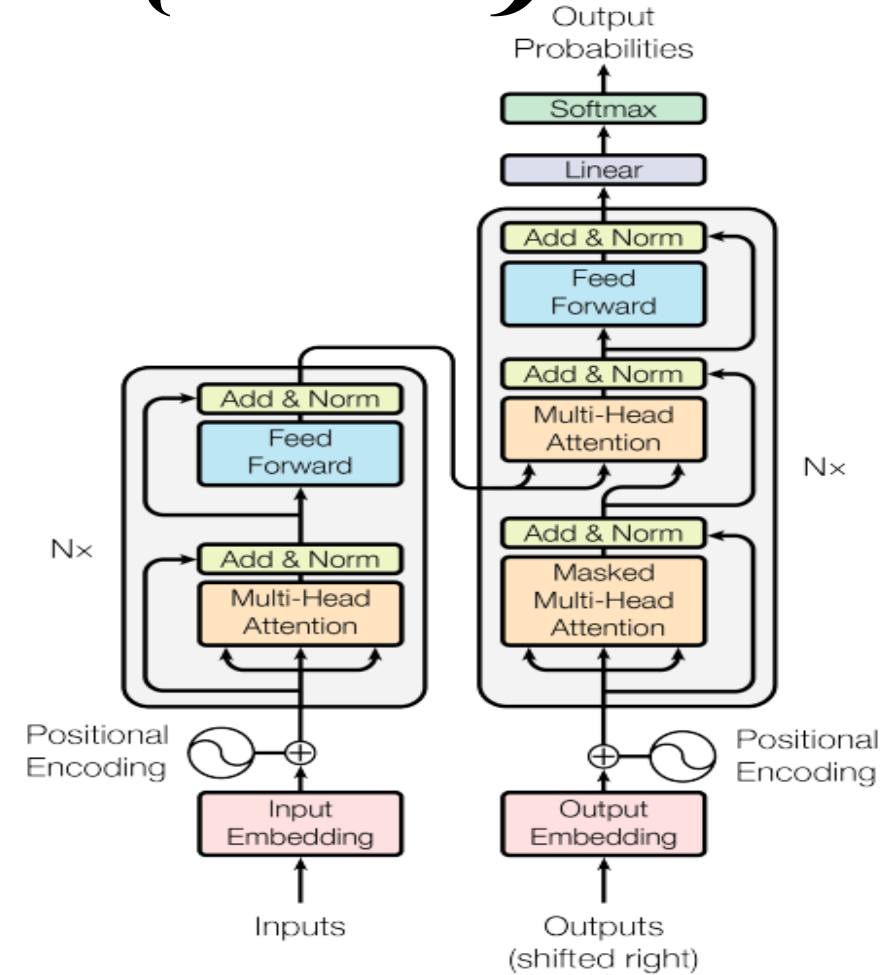 Output
Probabilities
Softmax
Linear
Add & Norm
Feed
Forward
Add & Norm
Multi-Head
Attention
Add & Norm
Masked
Multi-Head
Attention
Nx
Add & Norm
Feed
Forward
Add & Norm
Multi-Head
Attention
Nx
Positional
Encoding
Positional
Encoding
Input
Embedding
Output
Embedding
Inputs
Outputs
(shifted right)